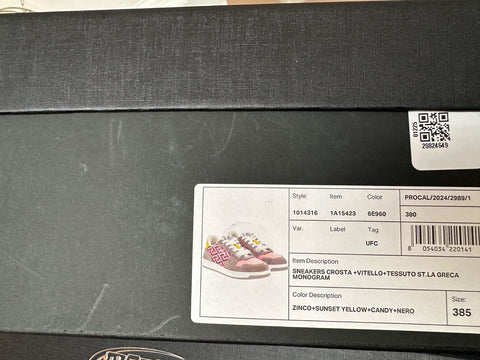 01225
20824649
Style Item Color PROCAL/2024/2989/1
1014316 1A15423 6E960 380
Var. Label Tag
UFC
8 054034 220141
Item Description
SNEAKERS CROSTA +VITELLO+TESSUTO ST.LA GRECA
MONOGRAM
Color Description Size:
ZINCO+SUNSET YELLOW+CANDY+NERO 385